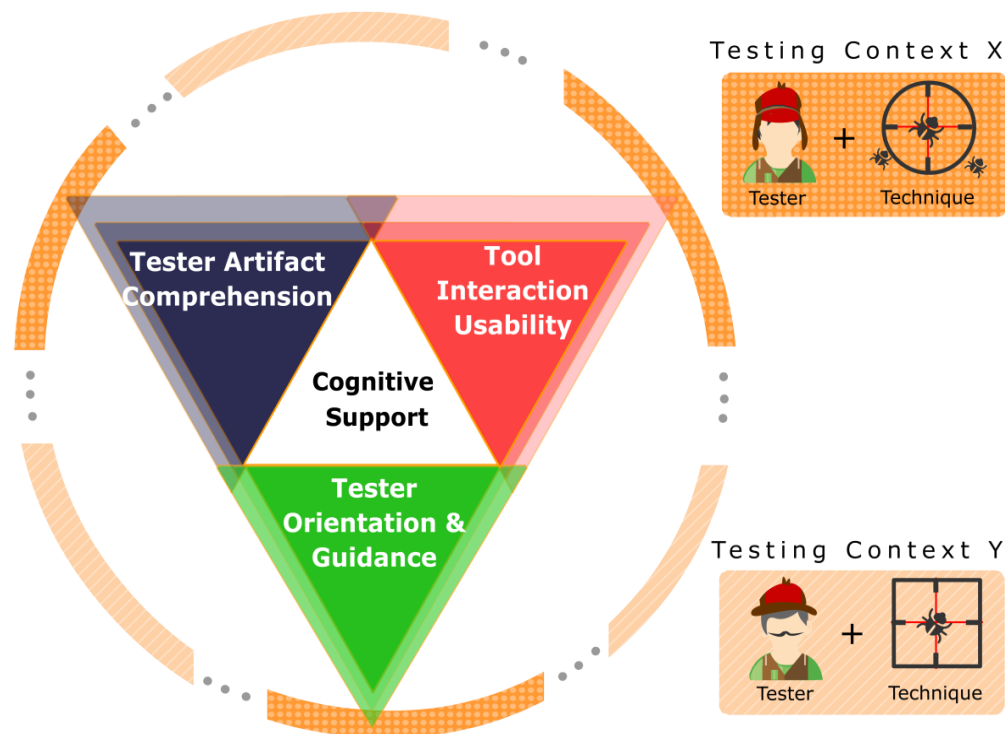 Testing Context X
Tester
+
Technique
Tester Artifact
Comprehension
Tool
Interaction
Usability
Cognitive
Support
Tester
Orientation &
Guidance
Testing Context Y
Tester
+
Technique